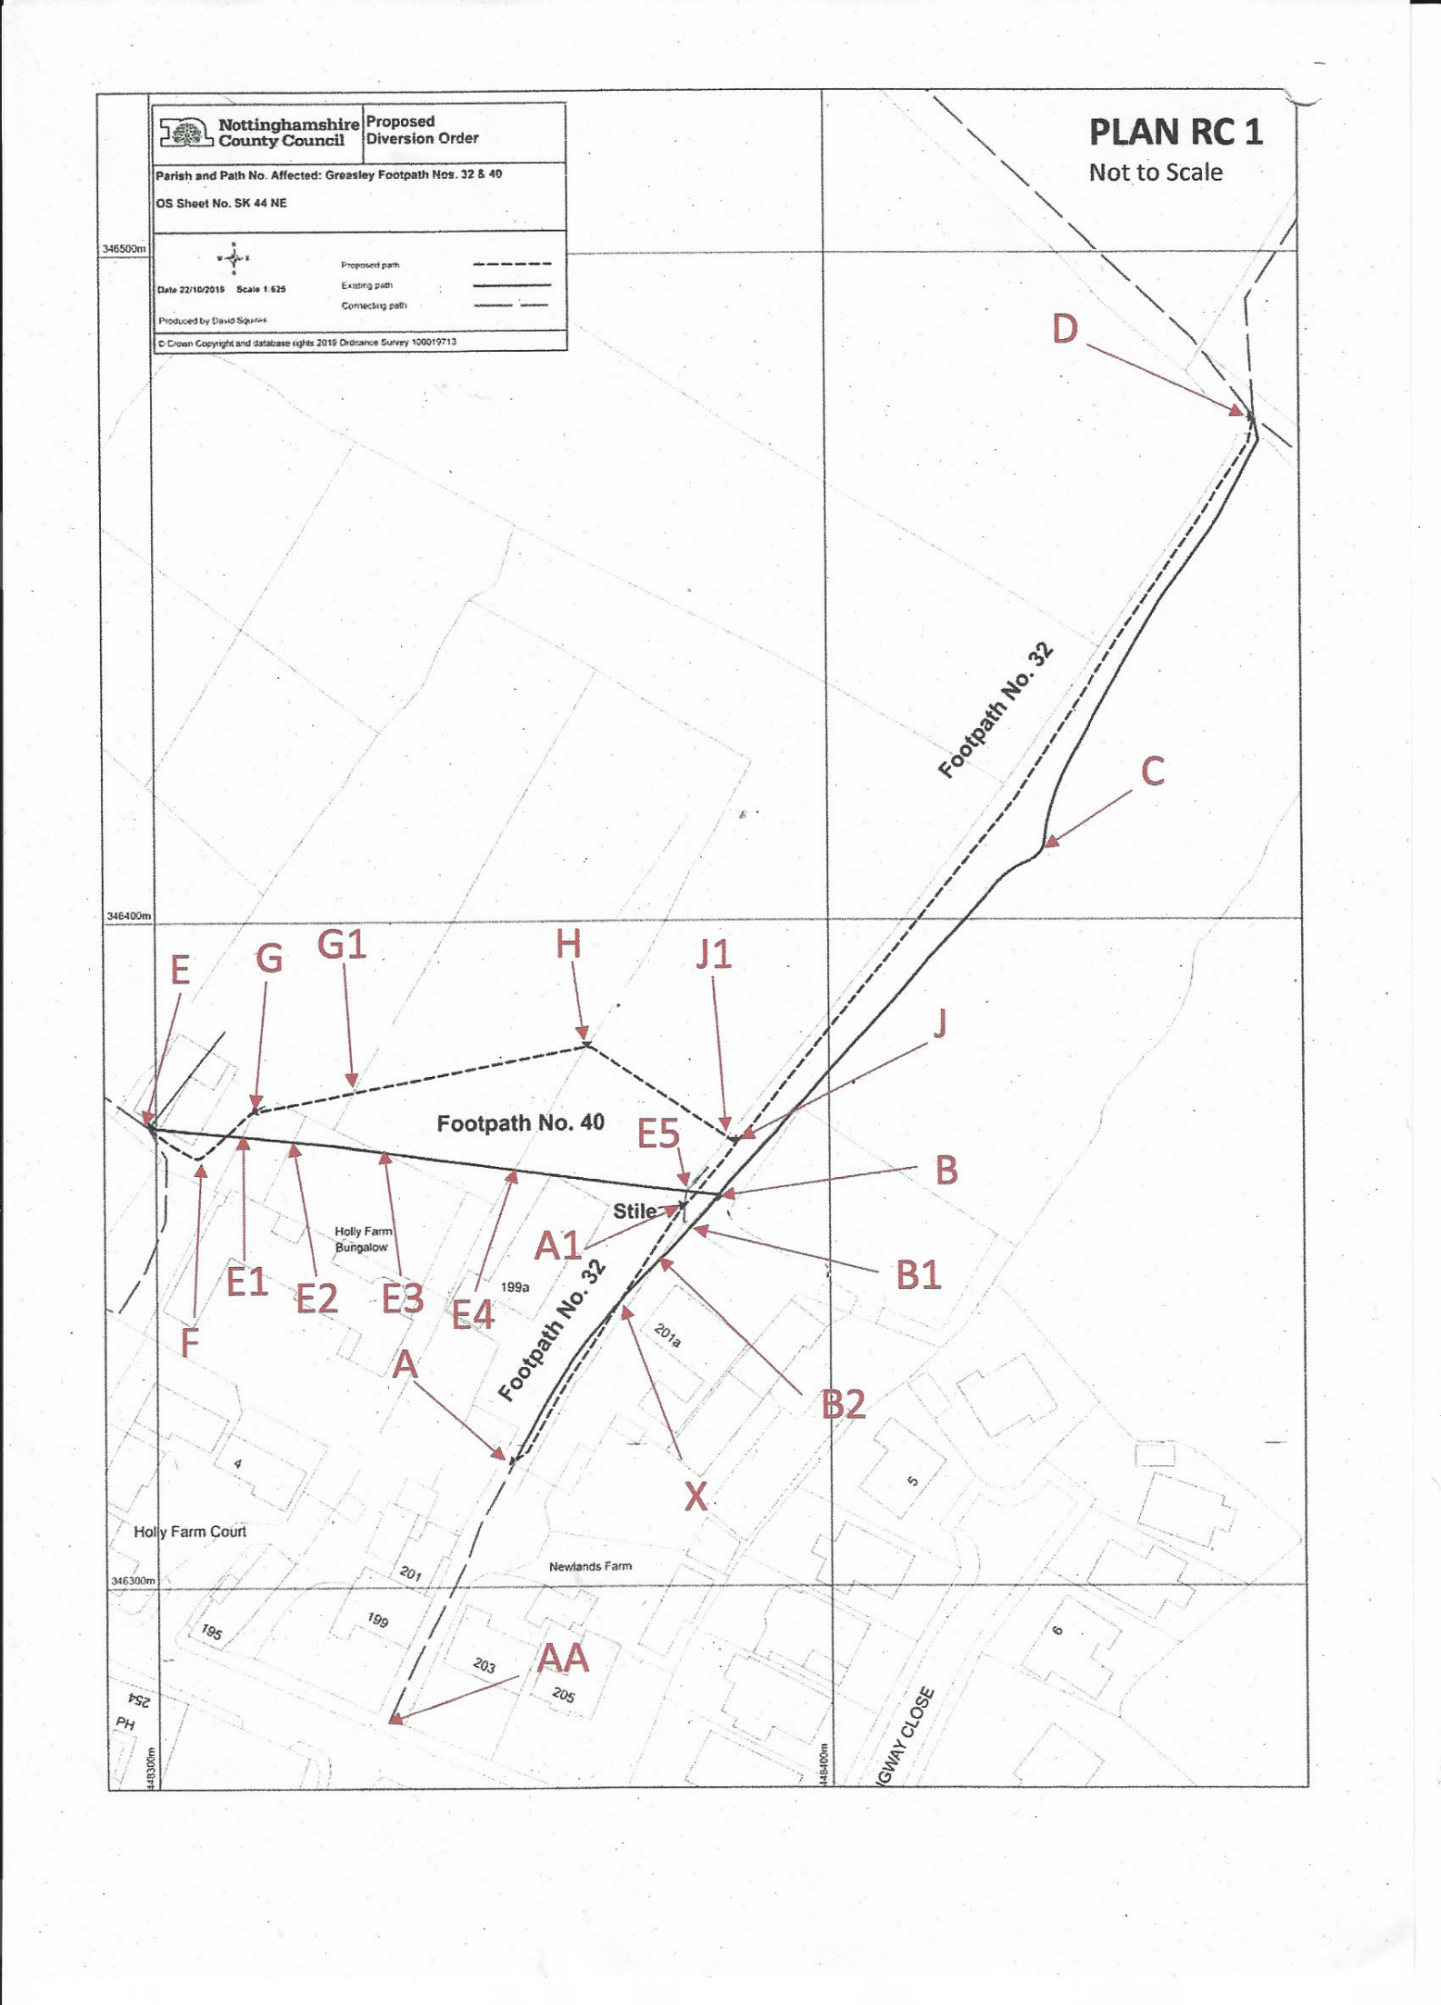 Nottinghamshire
County Council
Proposed
Diversion Order
Parish and Path No. Affected: Greasley Footpath Nos. 32 & 40
OS Sheet No. SK 44 NE
N
W E
S
Date 22/10/2015 Scale 1:625
Produced by David Squires
Proposed path
Existing path
Connecting path
© Crown Copyright and database rights 2019 Ordnance Survey 100019713
PLAN RC 1
Not to Scale
346500m
D
Footpath No. 32
C
346400m
E
G
G1
H
J1
J
Footpath No. 40
E5
B
Stile
A1
Holly Farm
Bungalow
E1
E2
E3
E4
199a
B1
F
A
Footpath No. 32
201a
B2
X
4
5
Holly Farm Court
201
Newlands Farm
346300m
195
199
203
AA
205
6
254
PH
448300m
448400m
IGWAY CLOSE